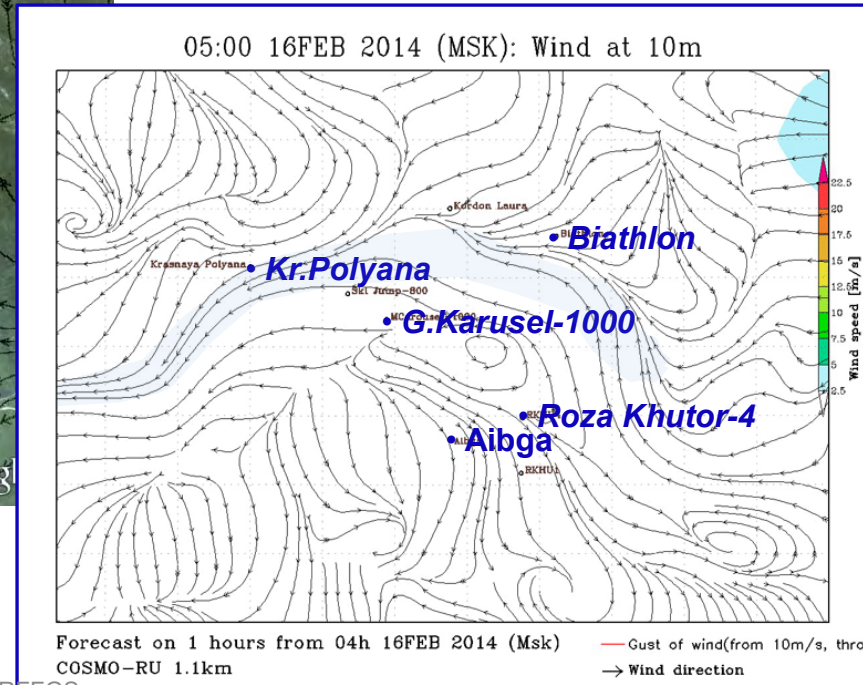 05:00 16FEB 2014 (MSK): Wind at 10m
Kordon Laura
Biathlon
Krasnaya Polyana
Kr.Polyana
Ski Jump-800
G.Karusel-1000
Roza Khutor-4
Aibga
RKHU1
22.5
20
17.5
15
12.5
10
7.5
5
2.5
Wind speed [m/s]
Forecast on 1 hours from 04h 16FEB 2014 (Msk)
COSMO-RU 1.1km
Gust of wind(from 10m/s, thro
Wind direction